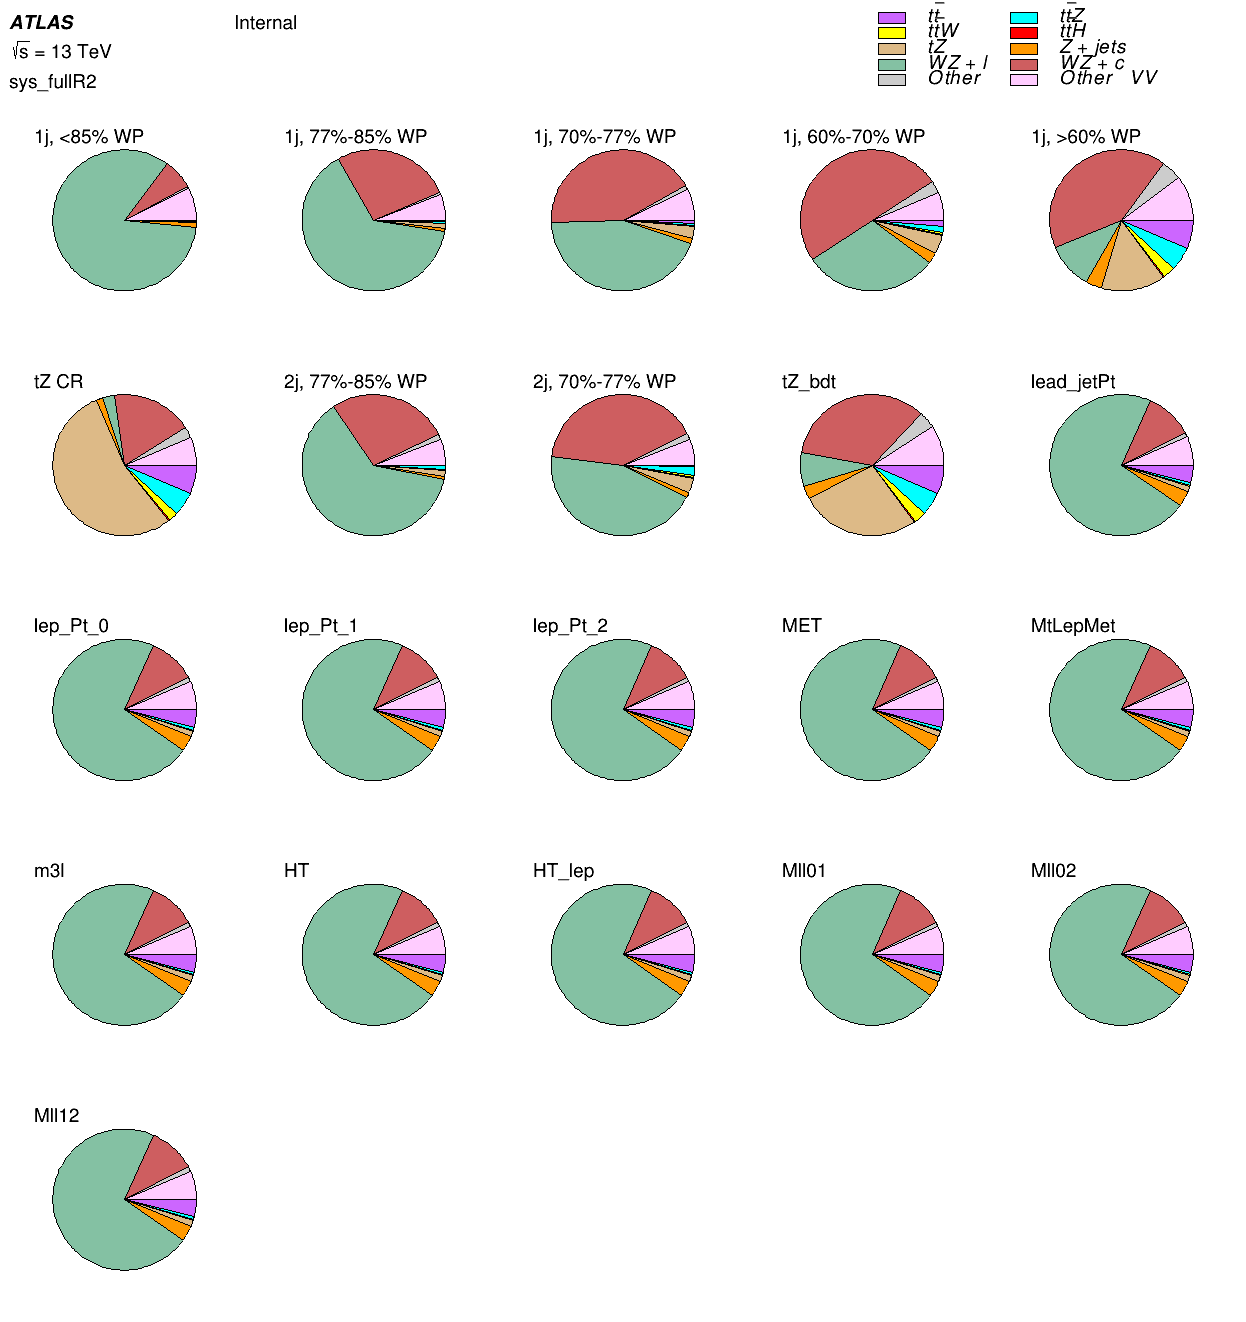 ATLAS Internal
√s = 13 TeV
sys_fullR2
tt̄ tt̄Z
ttW ttH
tZ Z + jets
WZ + l WZ + c
Other Other VV
1j, <85% WP 1j, 77%-85% WP 1j, 70%-77% WP 1j, 60%-70% WP 1j, >60% WP
tZ CR 2j, 77%-85% WP 2j, 70%-77% WP tZ_bdt lead_jetPt
lep_Pt_0 lep_Pt_1 lep_Pt_2 MET MtLepMet
m3l HT HT_lep Mll01 Mll02
Mll12